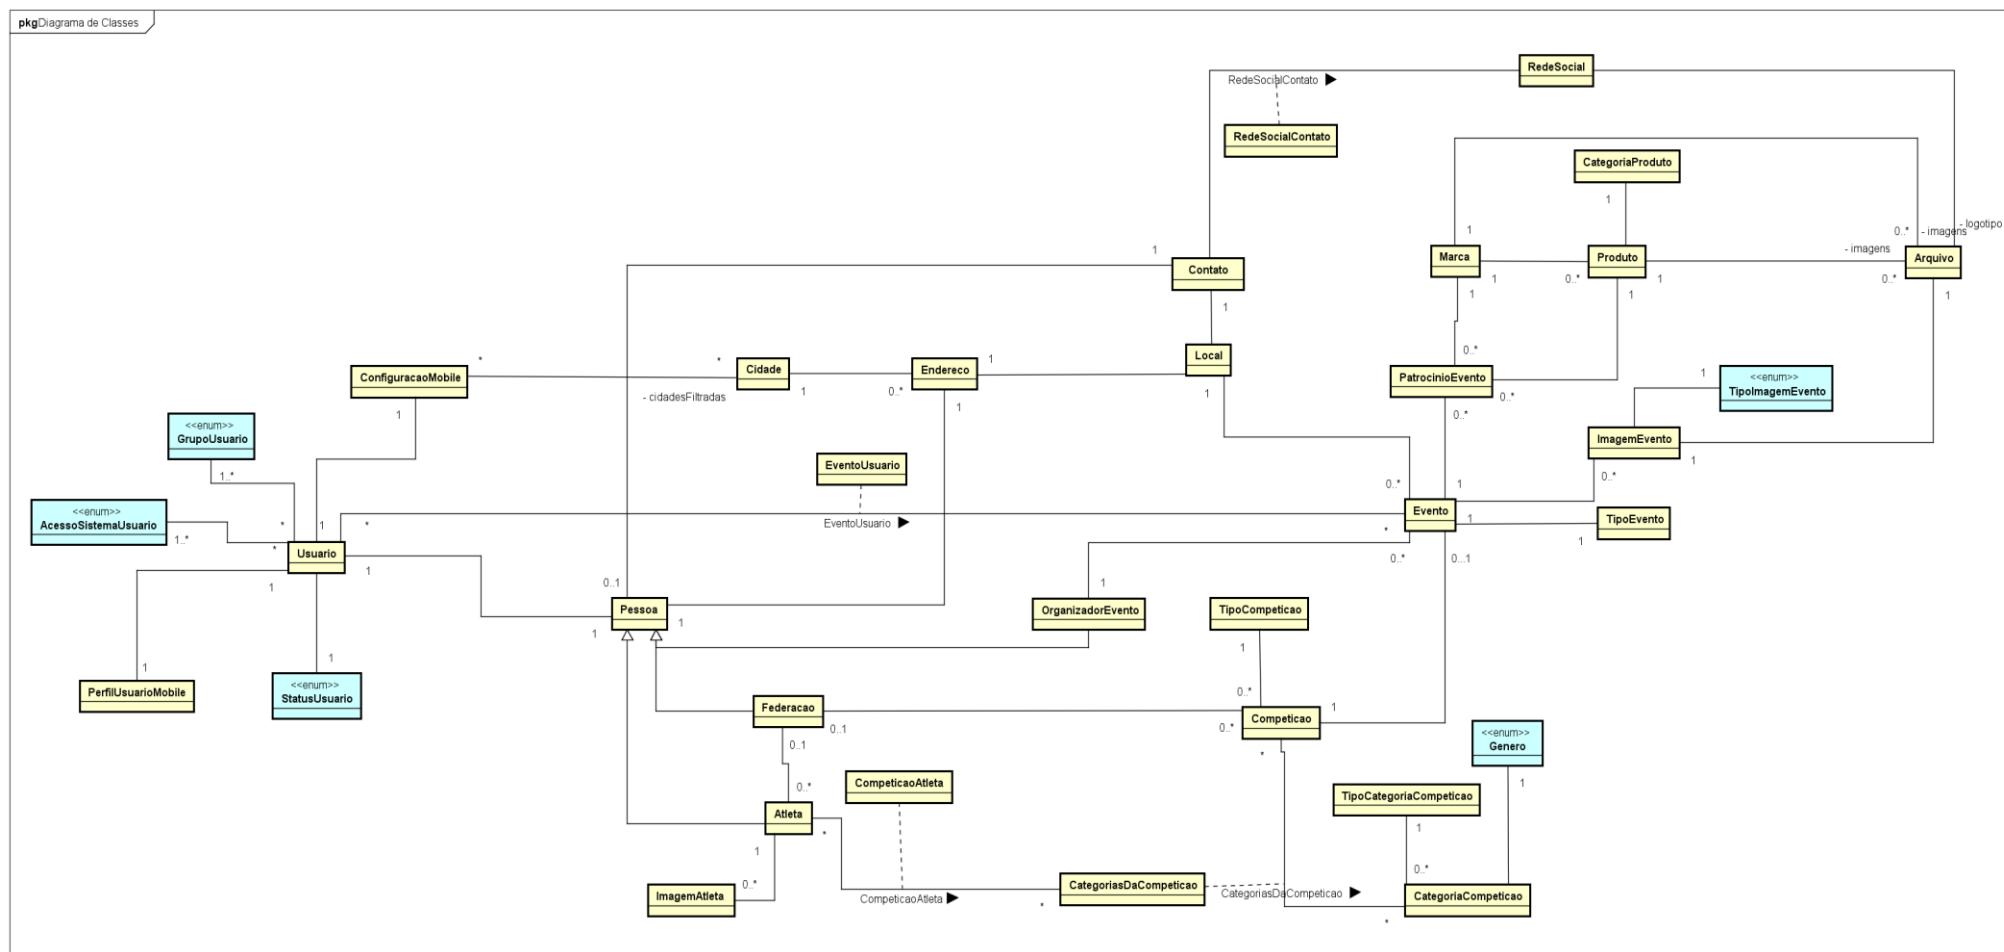 pkgDiagrama de Classes
RedeSocial
RedeSocialContato
RedeSocialContato
CategoriaProduto
1
- logotipo
0..*
- imagens
1
1
- imagens
Marca
Produto
Arquivo
Contato
1
0..*
1
0..*
1
1
1
1
Local
0..*
*
*
1
Cidade
Endereco
ConfiguracaoMobile
- cidadesFiltradas
1
0..*
1
PatrocinioEvento
0..*
0..*
1
<<enum>>
TipoImagemEvento
1
1
<<enum>>
GrupoUsuario
ImagemEvento
1
0..*
EventoUsuario
1..*
0..*
1
<<enum>>
AcessoSistemaUsuario
1..*
*
1
*
EventoUsuario
Evento
*
1
TipoEvento
1
*
Usuario
1
1
0..*
0...1
0..1
1
Pessoa
1
1
OrganizadorEvento
TipoCompeticao
1
1
1
PerfilUsuarioMobile
<<enum>>
StatusUsuario
0..*
Federacao
0..1
0..1
0..*
Competicao
1
*
<<enum>>
Genero
1
CompeticaoAtleta
0..*
TipoCategoriaCompeticao
1
Atleta
*
1
0..*
ImagemAtleta
CompeticaoAtleta
CategoriasDaCompeticao
*
CategoriasDaCompeticao
0..*
CategoriaCompeticao
*